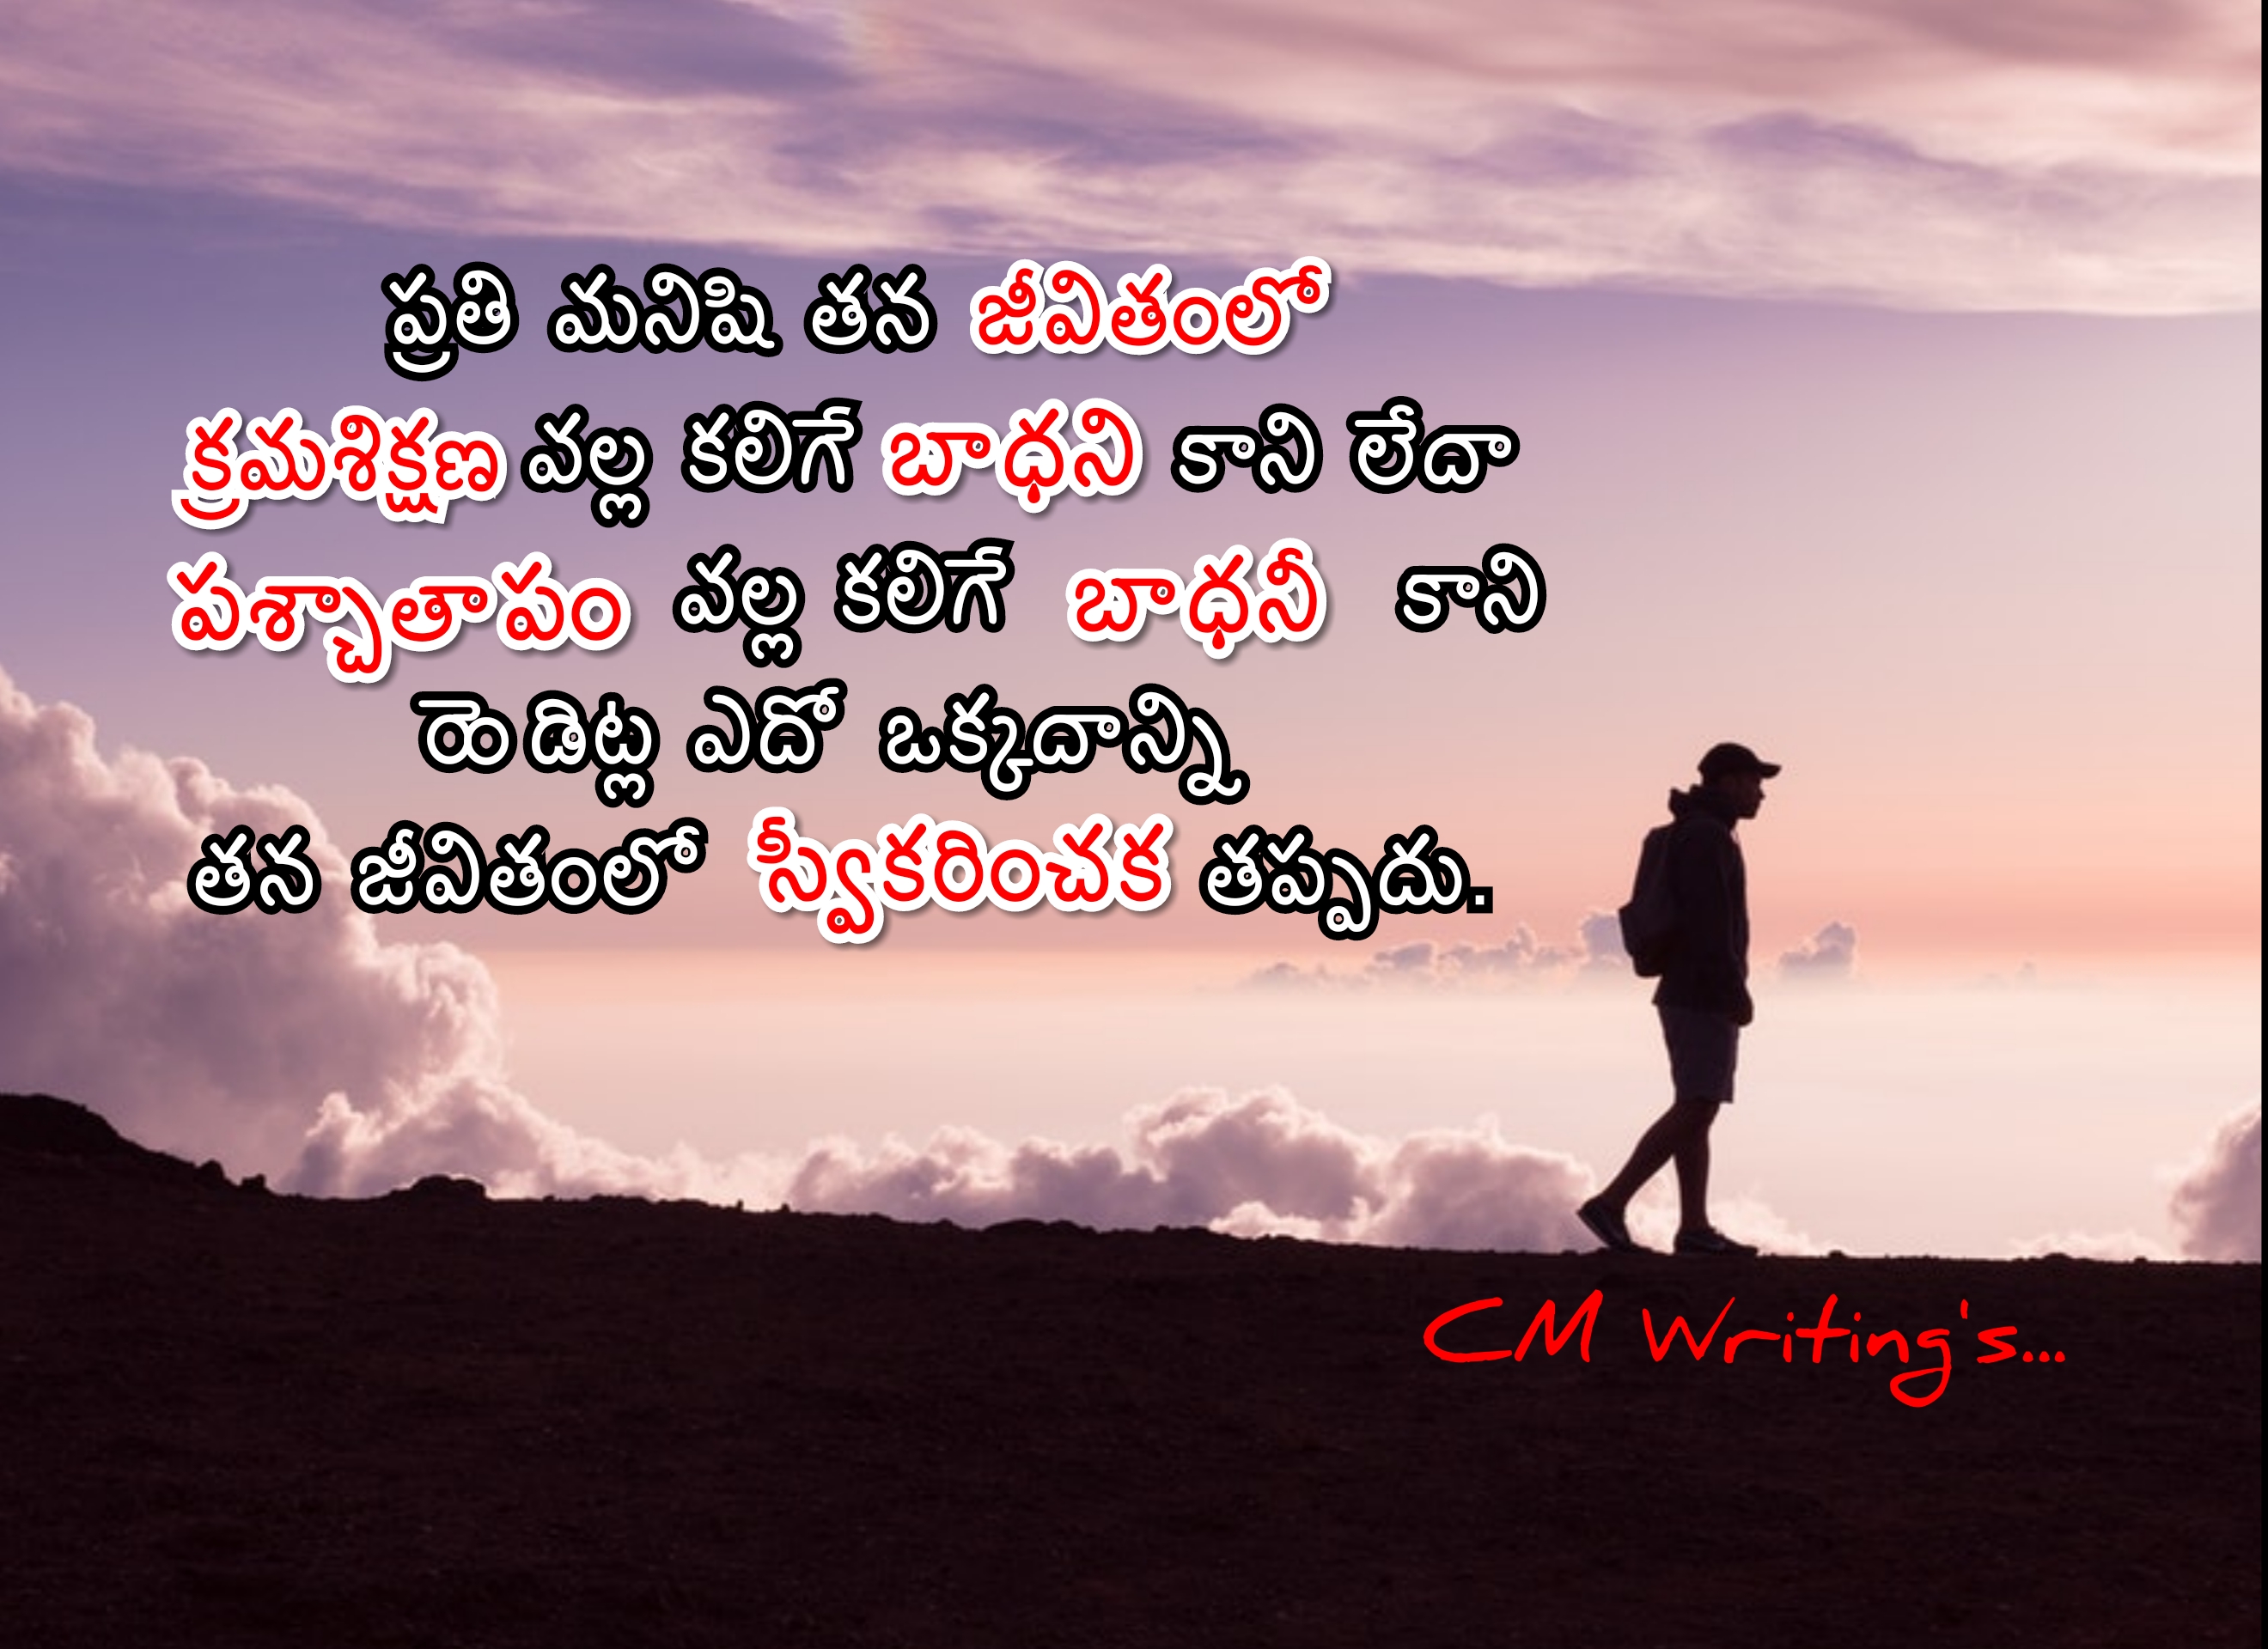 ప్రతి మనిషి తన జీవితంలో
క్రమశిక్షణ వల్ల కలిగే బాధని కాని లేదా
పశ్చాతాపం వల్ల కలిగే బాధనీ కాని
రెండిట్ల ఎదో ఒక్కదాన్ని
తన జీవితంలో స్వీకరించక తప్పదు.
CM Writing's...